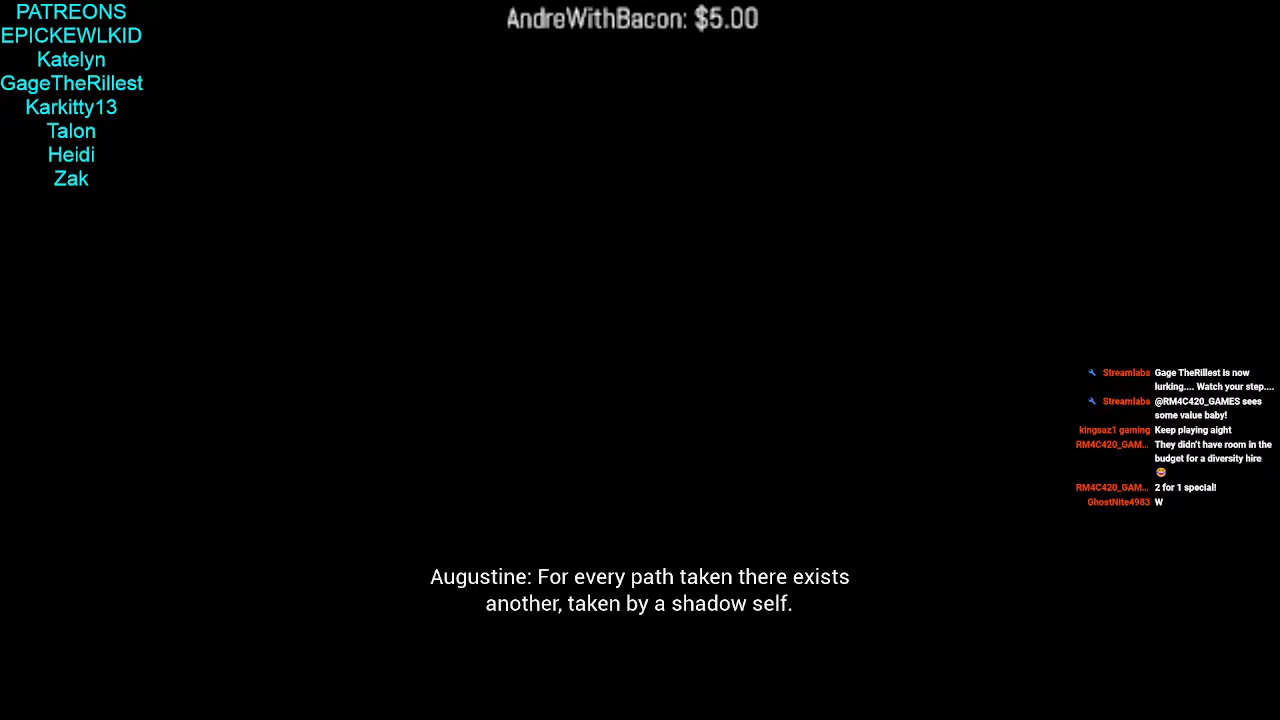 PATREONS
EPICKEWLKID
Katelyn
GageTheRillest
Karkitty13
Talon
Heidi
Zak
AndreWithBacon: $5.00
Streamlabs Gage TheRillest is now
lurking.... Watch your step....
Streamlabs @RM4C420_GAMES sees
some value baby!
kingsaz1 gaming Keep playing aight
RM4C420_GAM... They didn't have room in the
budget for a diversity hire
😂
RM4C420_GAM... 2 for 1 special!
GhostNite4983 W
Augustine: For every path taken there exists
another, taken by a shadow self.